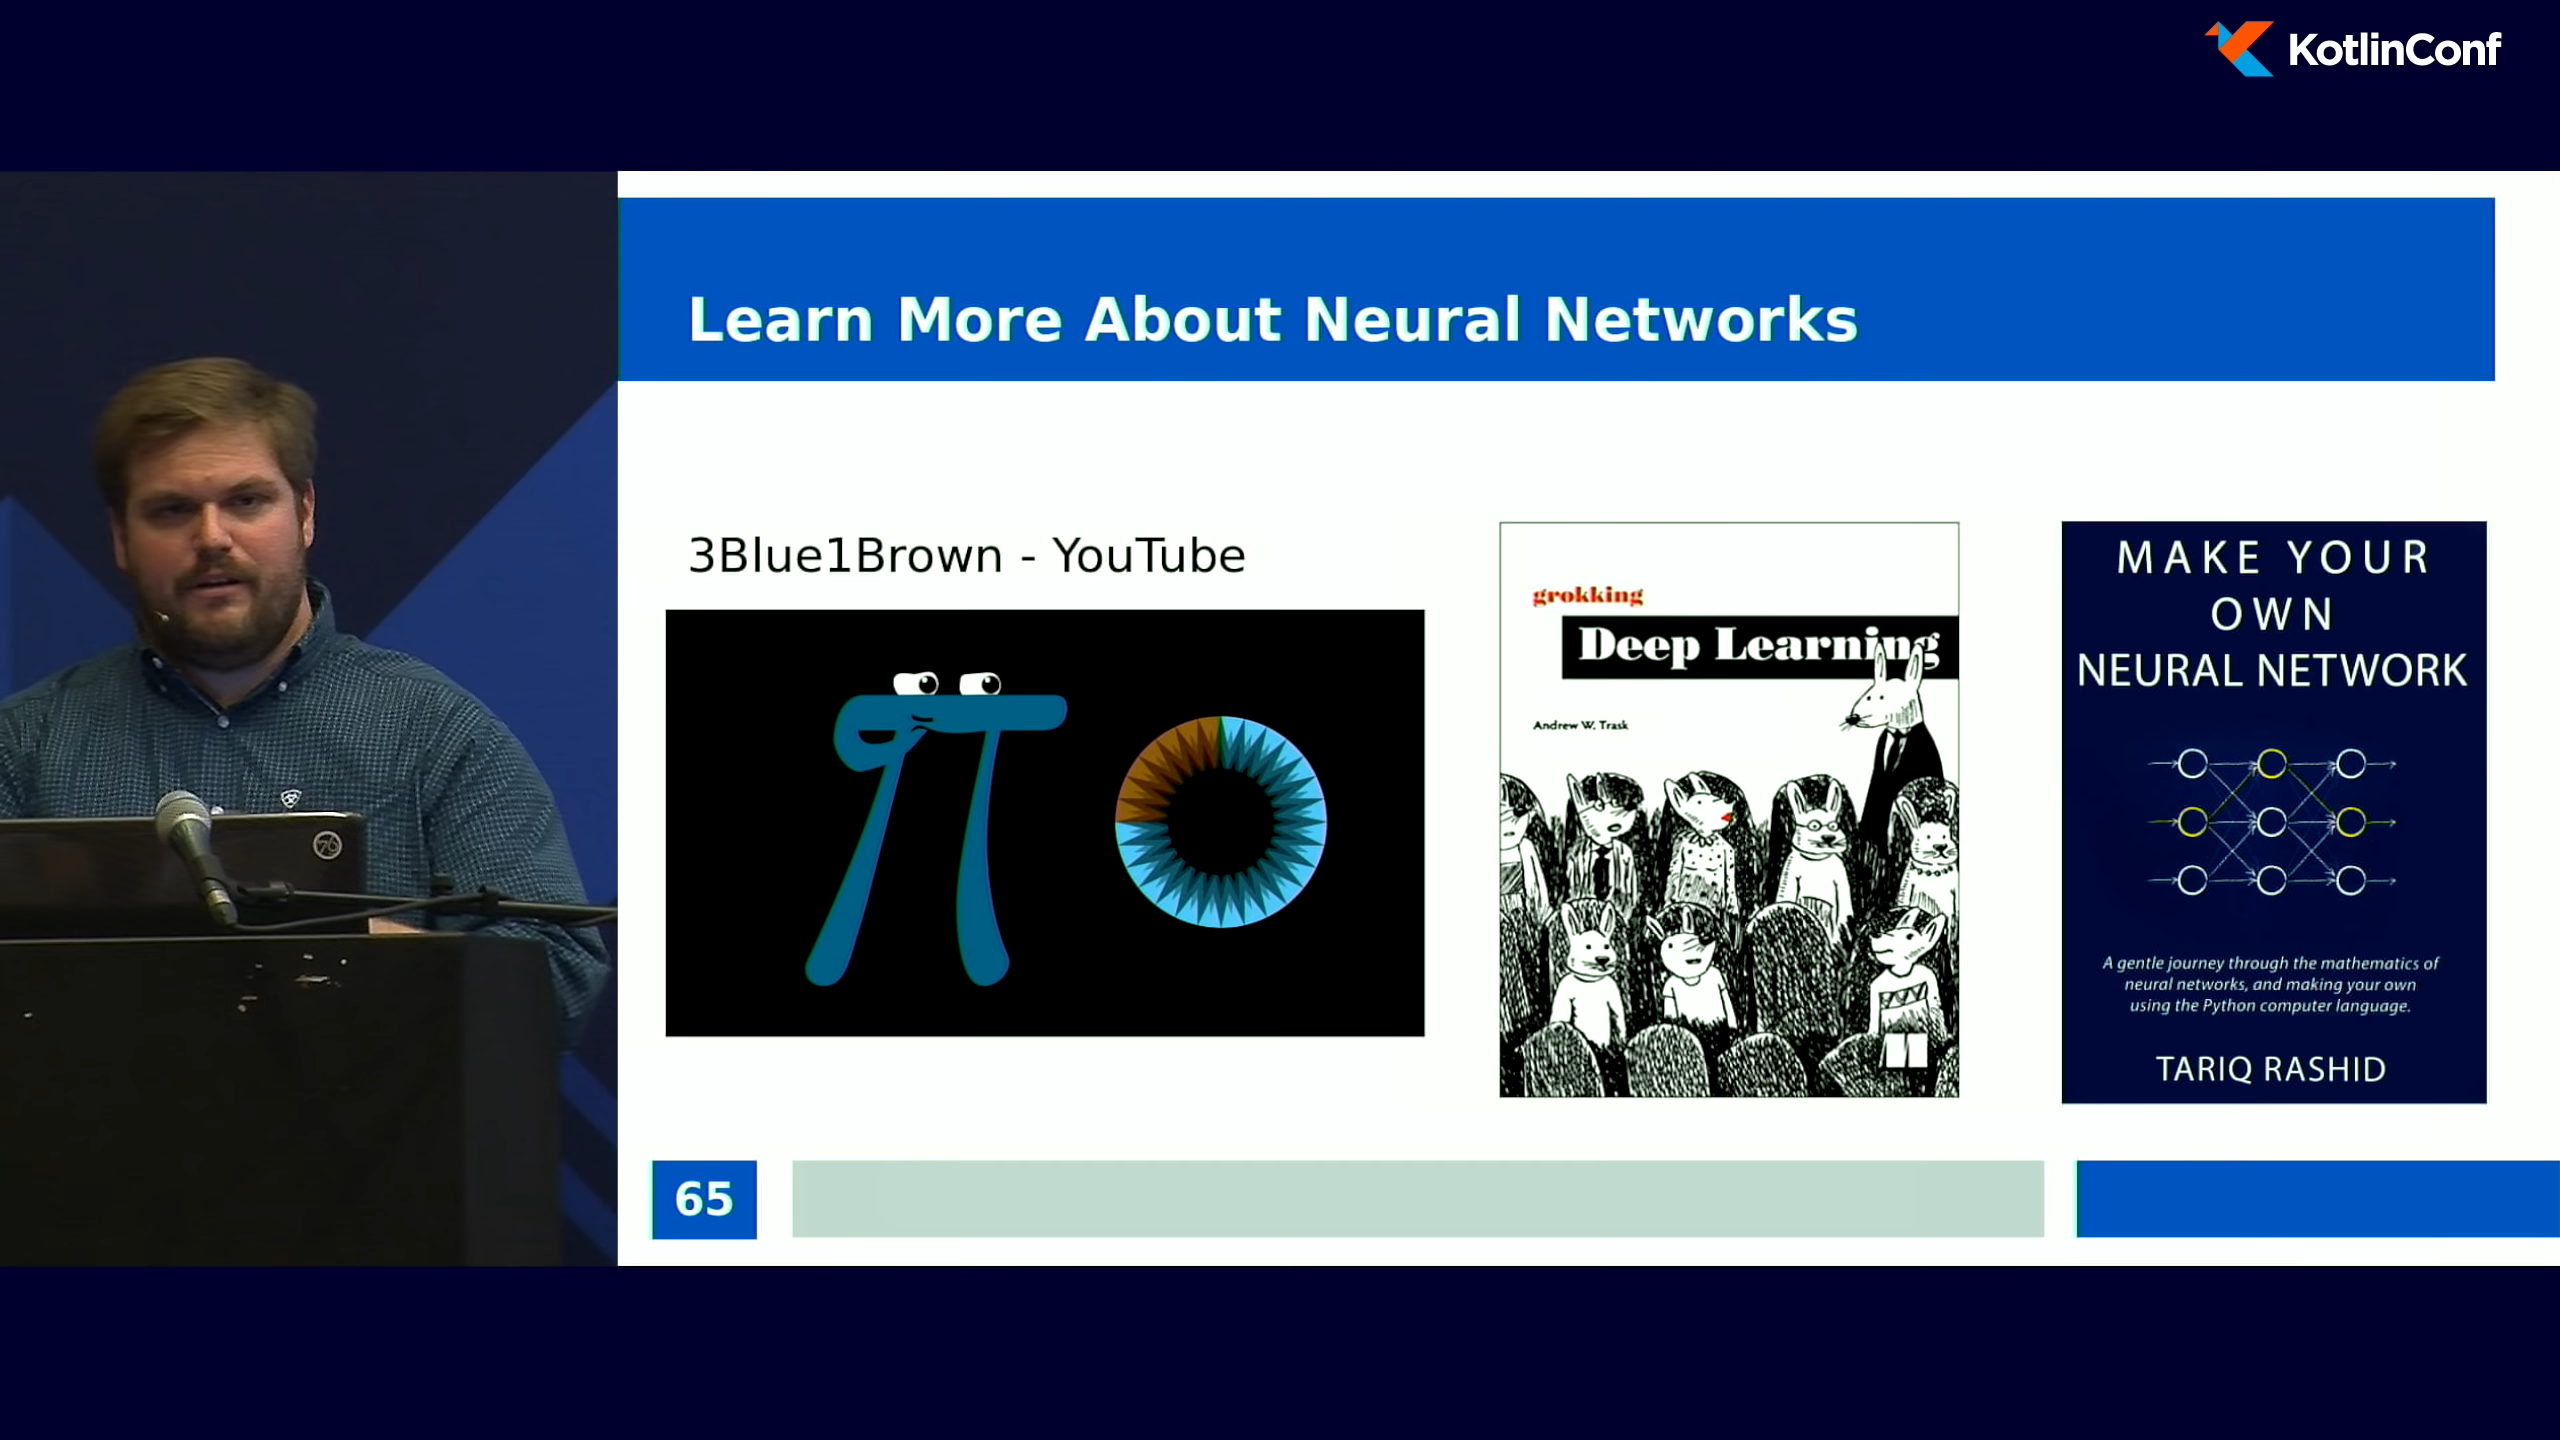 KotlinConf
Learn More About Neural Networks
3Blue1Brown - YouTube
grokking
Deep Learning
Andrew W. Trask
MAKE YOUR
OWN
NEURAL NETWORK
A gentle journey through the mathematics of
neural networks, and making your own
using the Python computer language.
TARIQ RASHID
76
65